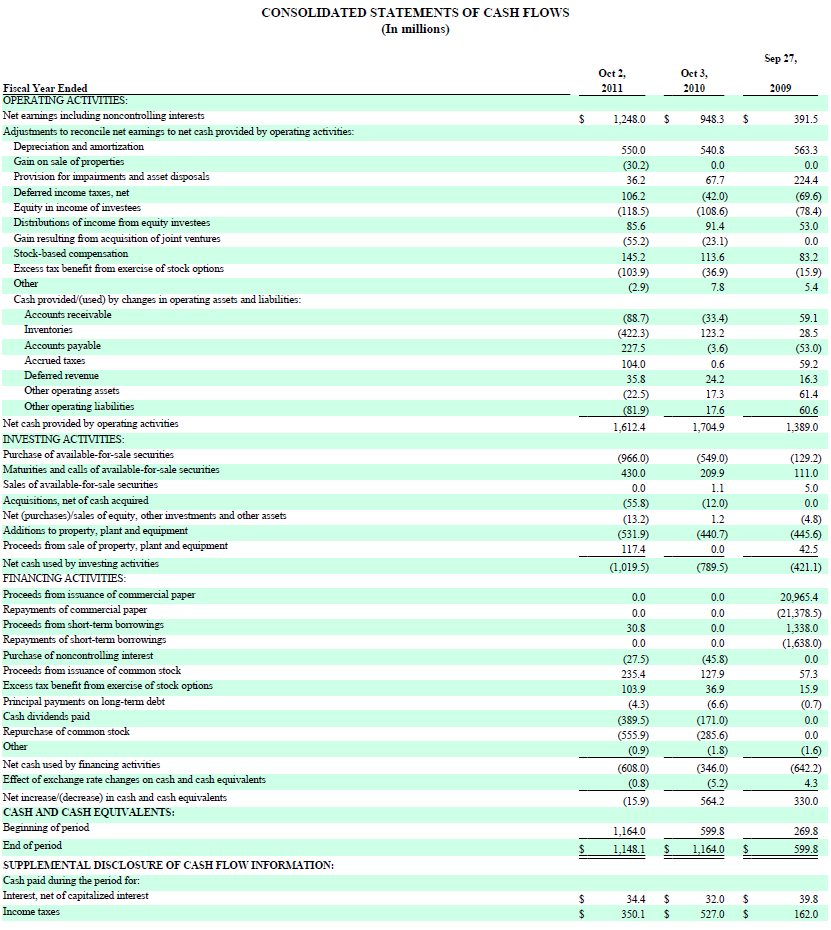 CONSOLIDATED STATEMENTS OF CASH FLOWS
(In millions)
Sep 27,
Oct 2, Oct 3,
Fiscal Year Ended 2011 2010 2009
OPERATING ACTIVITIES:
Net earnings including noncontrolling interests $ 1,248.0 $ 948.3 $ 391.5
Adjustments to reconcile net earnings to net cash provided by operating activities:
Depreciation and amortization 550.0 540.8 563.3
Gain on sale of properties (30.2) 0.0 0.0
Provision for impairments and asset disposals 36.2 67.7 224.4
Deferred income taxes, net 106.2 (42.0) (69.6)
Equity in income of investees (118.5) (108.6) (78.4)
Distributions of income from equity investees 85.6 91.4 53.0
Gain resulting from acquisition of joint ventures (55.2) (23.1) 0.0
Stock-based compensation 145.2 113.6 83.2
Excess tax benefit from exercise of stock options (103.9) (36.9) (15.9)
Other (2.9) 7.8 5.4
Cash provided/(used) by changes in operating assets and liabilities:
Accounts receivable (88.7) (33.4) 59.1
Inventories (422.3) 123.2 28.5
Accounts payable 227.5 (3.6) (53.0)
Accrued taxes 104.0 0.6 59.2
Deferred revenue 35.8 24.2 16.3
Other operating assets (22.5) 17.3 61.4
Other operating liabilities (81.9) 17.6 60.6
Net cash provided by operating activities 1,612.4 1,704.9 1,389.0
INVESTING ACTIVITIES:
Purchase of available-for-sale securities (966.0) (549.0) (129.2)
Maturities and calls of available-for-sale securities 430.0 209.9 111.0
Sales of available-for-sale securities 0.0 1.1 5.0
Acquisitions, net of cash acquired (55.8) (12.0) 0.0
Net (purchases)/sales of equity, other investments and other assets (13.2) 1.2 (4.8)
Additions to property, plant and equipment (531.9) (440.7) (445.6)
Proceeds from sale of property, plant and equipment 117.4 0.0 42.5
Net cash used by investing activities (1,019.5) (789.5) (421.1)
FINANCING ACTIVITIES:
Proceeds from issuance of commercial paper 0.0 0.0 20,965.4
Repayments of commercial paper 0.0 0.0 (21,378.5)
Proceeds from short-term borrowings 30.8 0.0 1,338.0
Repayments of short-term borrowings 0.0 0.0 (1,638.0)
Purchase of noncontrolling interest (27.5) (45.8) 0.0
Proceeds from issuance of common stock 235.4 127.9 57.3
Excess tax benefit from exercise of stock options 103.9 36.9 15.9
Principal payments on long-term debt (4.3) (6.6) (0.7)
Cash dividends paid (389.5) (171.0) 0.0
Repurchase of common stock (555.9) (285.6) 0.0
Other (0.9) (1.8) (1.6)
Net cash used by financing activities (608.0) (346.0) (642.2)
Effect of exchange rate changes on cash and cash equivalents (0.8) (5.2) 4.3
Net increase/(decrease) in cash and cash equivalents (15.9) 564.2 330.0
CASH AND CASH EQUIVALENTS:
Beginning of period 1,164.0 599.8 269.8
End of period $ 1,148.1 $ 1,164.0 $ 599.8
SUPPLEMENTAL DISCLOSURE OF CASH FLOW INFORMATION:
Cash paid during the period for:
Interest, net of capitalized interest $ 34.4 $ 32.0 $ 39.8
Income taxes $ 350.1 $ 527.0 $ 162.0